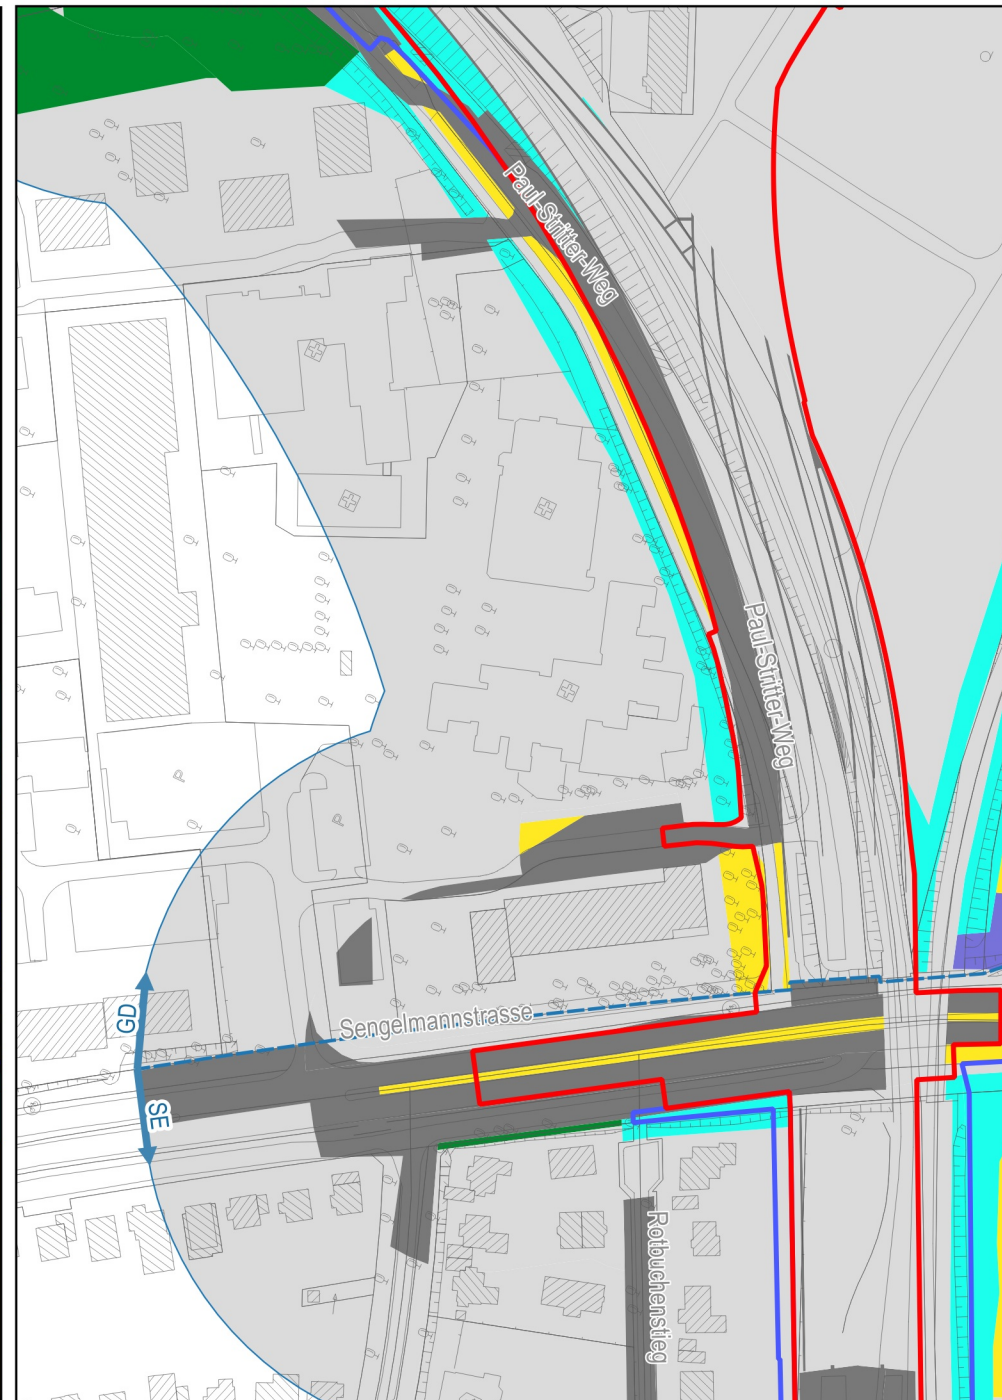 Paul-Stritter-Weg
Paul-Stritter-Weg
P
P
GD
Sengelmannstrasse
SE
Rotbuchenstieg